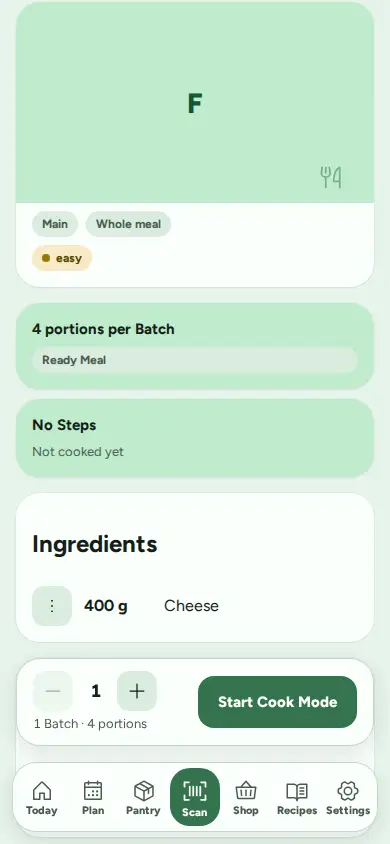 F
Main Whole meal
easy
4 portions per Batch
Ready Meal
No Steps
Not cooked yet
Ingredients
400 g Cheese
1
1 Batch · 4 portions
Start Cook Mode
Today Plan Pantry Scan Shop Recipes Settings